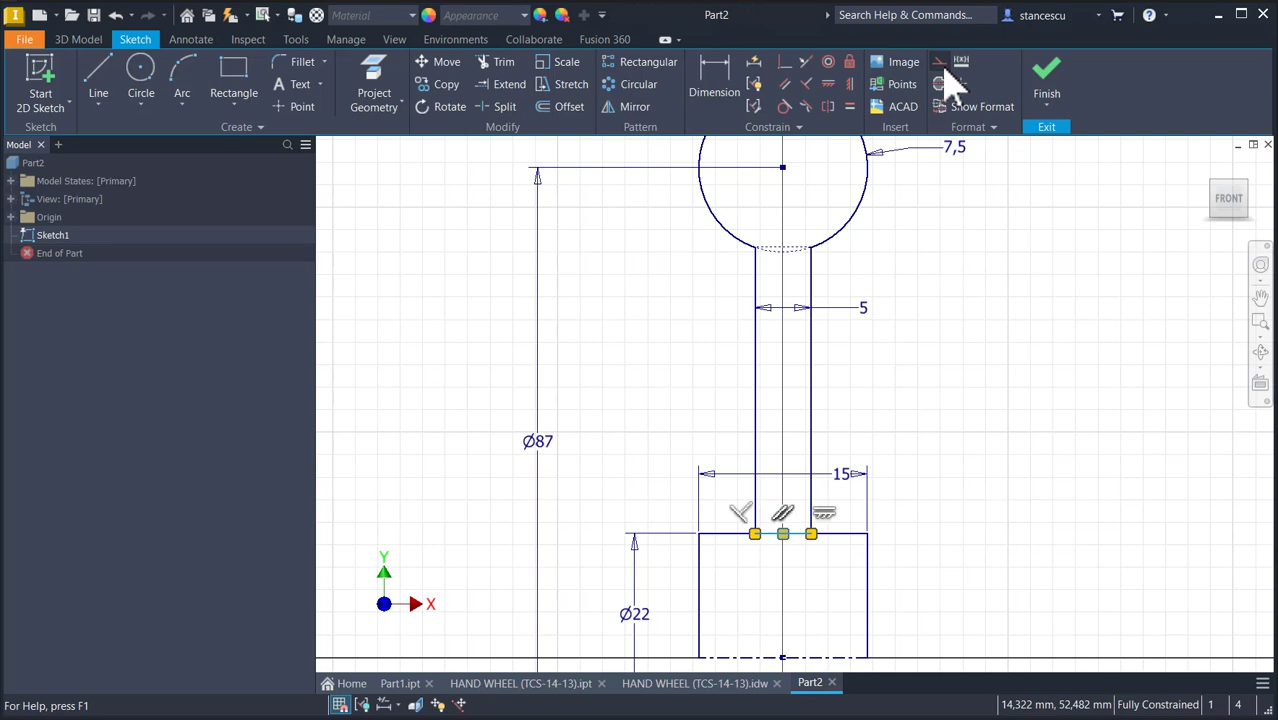 Material
Appearance
Part2
Search Help & Commands...
stancescu
File
3D Model
Sketch
Annotate
Inspect
Tools
Manage
View
Environments
Collaborate
Fusion 360
Start
2D Sketch
Line
Circle
Arc
Rectangle
Fillet
Text
Point
Project
Geometry
Move
Copy
Rotate
Trim
Extend
Split
Scale
Stretch
Offset
Rectangular
Circular
Mirror
Dimension
Image
Points
ACAD
Show Format
Finish
Sketch
Create
Modify
Pattern
Constrain
Insert
Format
Exit
Model
Part2
Model States: [Primary]
View: [Primary]
Origin
Sketch1
End of Part
7,5
FRONT
5
Ø87
15
Ø22
Y
X
Home
Part1.ipt
HAND WHEEL (TCS-14-13).ipt
HAND WHEEL (TCS-14-13).idw
Part2
For Help, press F1
14,322 mm, 52,482 mm
Fully Constrained
1
4